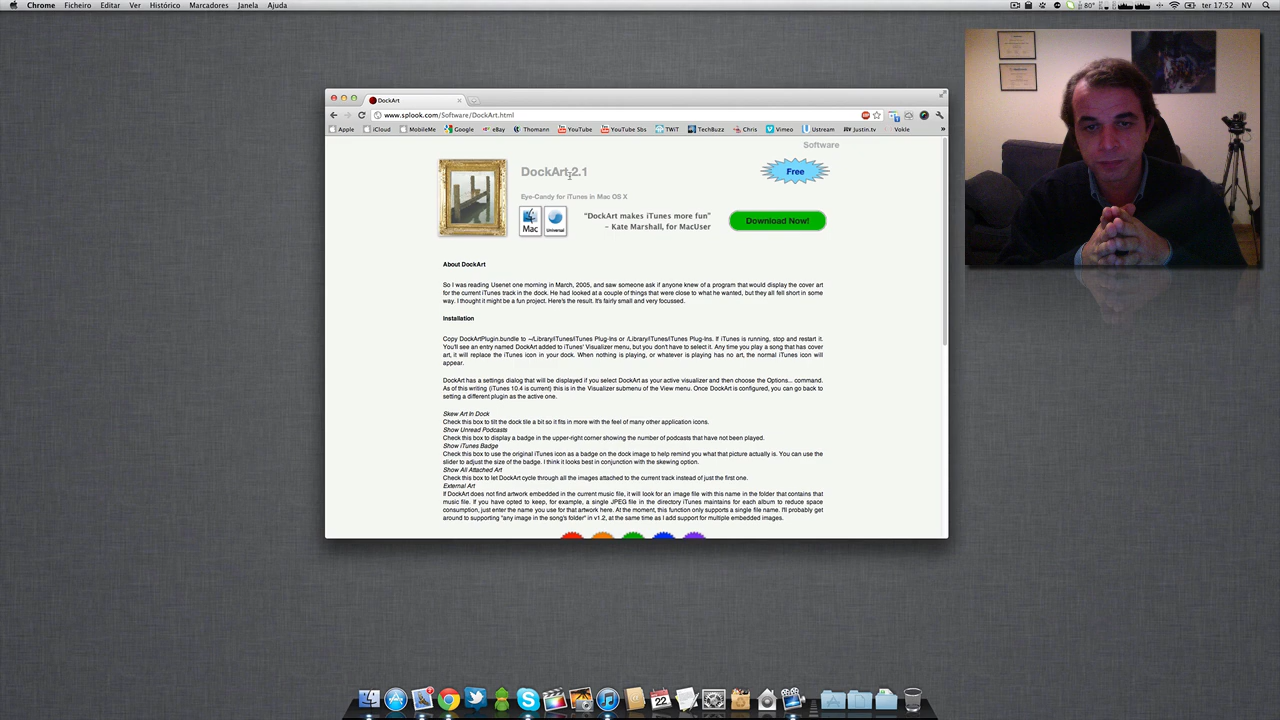 Chrome Ficheiro Editar Ver Histórico Marcadores Janela Ajuda
80° ter 17:52 NV
DockArt
www.splook.com/Software/DockArt.html
Apple iCloud MobileMe Google eBay Thomann YouTube YouTube Sbs TWiT TechBuzz Chris Vimeo Ustream Justin.tv Vokle »
Software
DockArt 2.1
Free
Eye-Candy for iTunes in Mac OS X
"DockArt makes iTunes more fun"
– Kate Marshall, for MacUser
Mac
Universal
Download Now!
About DockArt
So I was reading Usenet one morning in March, 2005, and saw someone ask if anyone knew of a program that would display the cover art
for the current iTunes track in the dock. He had looked at a couple of things that were close to what he wanted, but they all fell short in some
way. I thought it might be a fun project. Here's the result. It's fairly small and very focussed.
Installation
Copy DockArtPlugin.bundle to ~/Library/iTunes/iTunes Plug-Ins or /Library/iTunes/iTunes Plug-Ins. If iTunes is running, stop and restart it.
You'll see an entry named DockArt added to iTunes' Visualizer menu, but you don't have to select it. Any time you play a song that has cover
art, it will replace the iTunes icon in your dock. When nothing is playing, or whatever is playing has no art, the normal iTunes icon will
appear.
DockArt has a settings dialog that will be displayed if you select DockArt as your active visualizer and then choose the Options... command.
As of this writing (iTunes 10.4 is current) this is in the Visualizer submenu of the View menu. Once DockArt is configured, you can go back to
setting a different plugin as the active one.
Skew Art In Dock
Check this box to tilt the dock tile a bit so it fits in more with the feel of many other application icons.
Show Unread Podcasts
Check this box to display a badge in the upper-right corner showing the number of podcasts that have not been played.
Show iTunes Badge
Check this box to use the original iTunes icon as a badge on the dock image to help remind you what that picture actually is. You can use the
slider to adjust the size of the badge. I think it looks best in conjunction with the skewing option.
Show All Attached Art
Check this box to let DockArt cycle through all the images attached to the current track instead of just the first one.
External Art
If DockArt does not find artwork embedded in the current music file, it will look for an image file with this name in the folder that contains that
music file. If you have opted to keep, for example, a single JPEG file in the directory iTunes maintains for each album to reduce space
consumption, just enter the name you use for that artwork here. At the moment, this function only supports a single file name. I'll probably get
around to supporting "any image in the song's folder" in v1.2, at the same time as I add support for multiple embedded images.
22